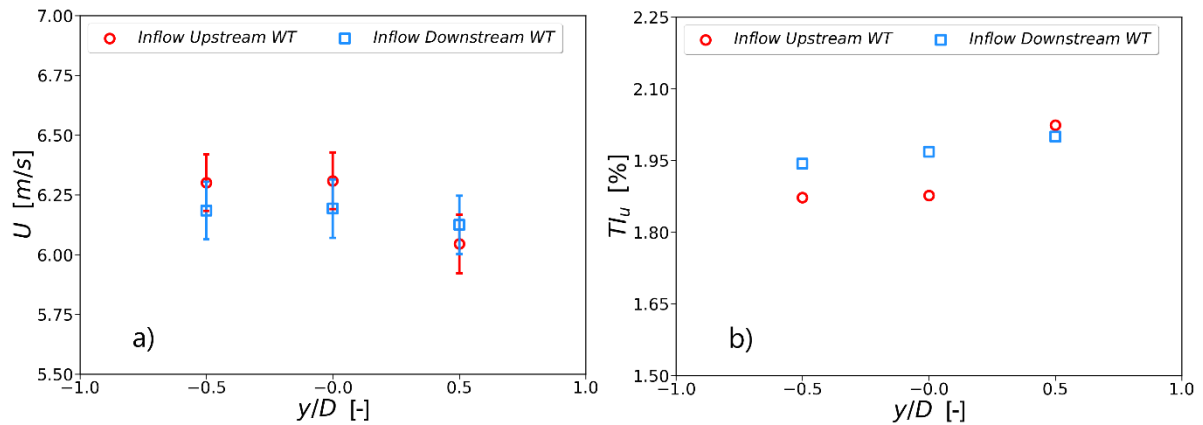 7.00
Inflow Upstream WT Inflow Downstream WT
6.75
6.50
6.25
6.00
5.75
5.50
U [m/s]
a)
−1.0 −0.5 −0.0 0.5 1.0
y/D [-]
2.25
Inflow Upstream WT Inflow Downstream WT
2.10
1.95
1.80
1.65
1.50
TIu [%]
b)
−1.0 −0.5 −0.0 0.5 1.0
y/D [-]